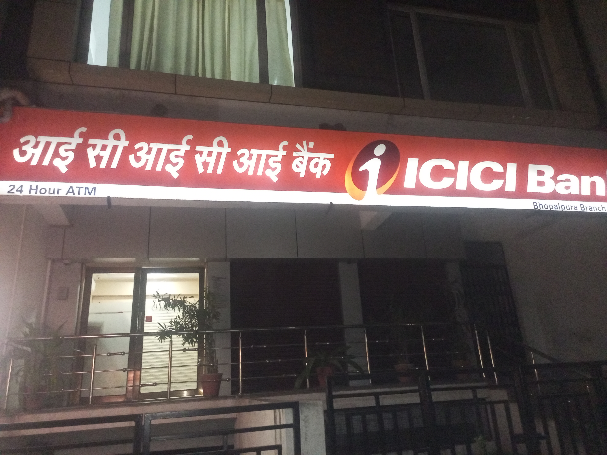 आई सी आई सी आई बैंक ICICI Ban
24 Hour ATM
Bhopalpura Branch